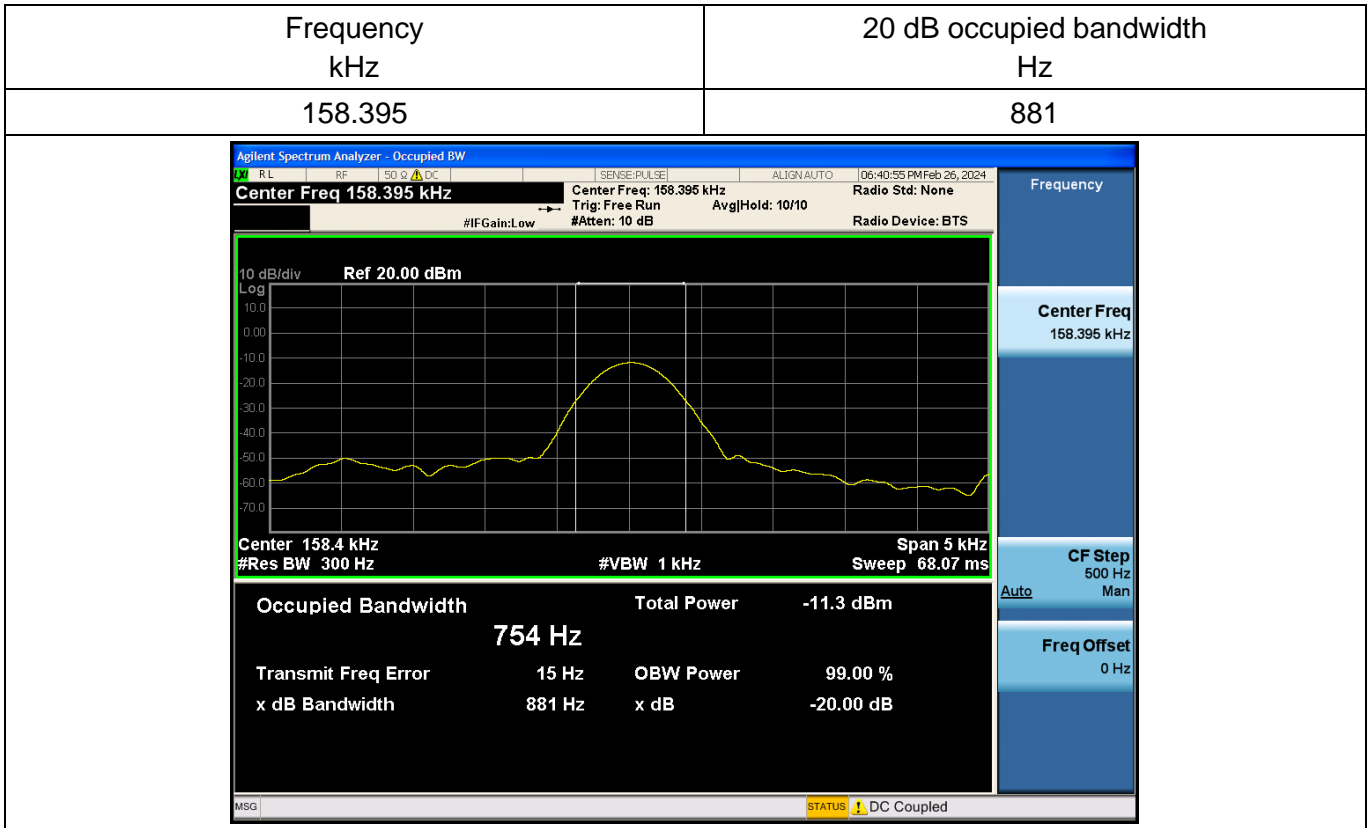 Frequency
kHz
20 dB occupied bandwidth
Hz
158.395
881
Agilent Spectrum Analyzer - Occupied BW
LXI RL RF 50 Ω DC SENSE:PULSE ALIGN AUTO 06:40:55 PM Feb 26, 2024
Center Freq 158.395 kHz
#IFGain:Low
Center Freq: 158.395 kHz
Trig: Free Run Avg|Hold: 10/10
#Atten: 10 dB
Radio Std: None
Radio Device: BTS
10 dB/div Ref 20.00 dBm
Log
10.0
0.00
-10.0
-20.0
-30.0
-40.0
-50.0
-60.0
-70.0
Center 158.4 kHz Span 5 kHz
#Res BW 300 Hz #VBW 1 kHz Sweep 68.07 ms
Occupied Bandwidth Total Power -11.3 dBm
754 Hz
Transmit Freq Error 15 Hz OBW Power 99.00 %
x dB Bandwidth 881 Hz x dB -20.00 dB
MSG STATUS DC Coupled
Frequency
Center Freq
158.395 kHz
CF Step
500 Hz
Auto Man
Freq Offset
0 Hz